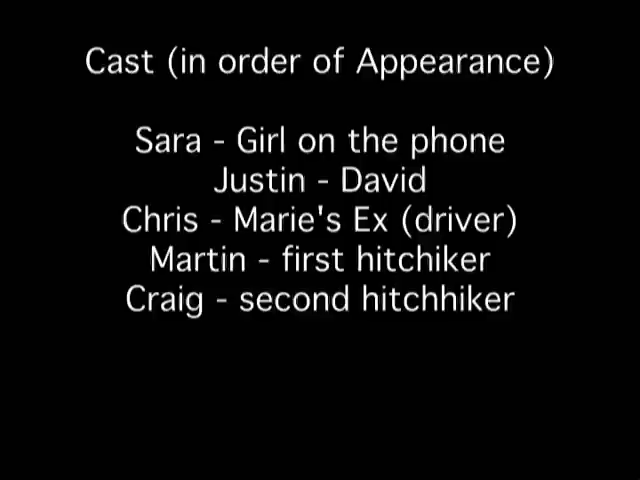 Cast (in order of Appearance)
Sara - Girl on the phone
Justin - David
Chris - Marie's Ex (driver)
Martin - first hitchiker
Craig - second hitchhiker